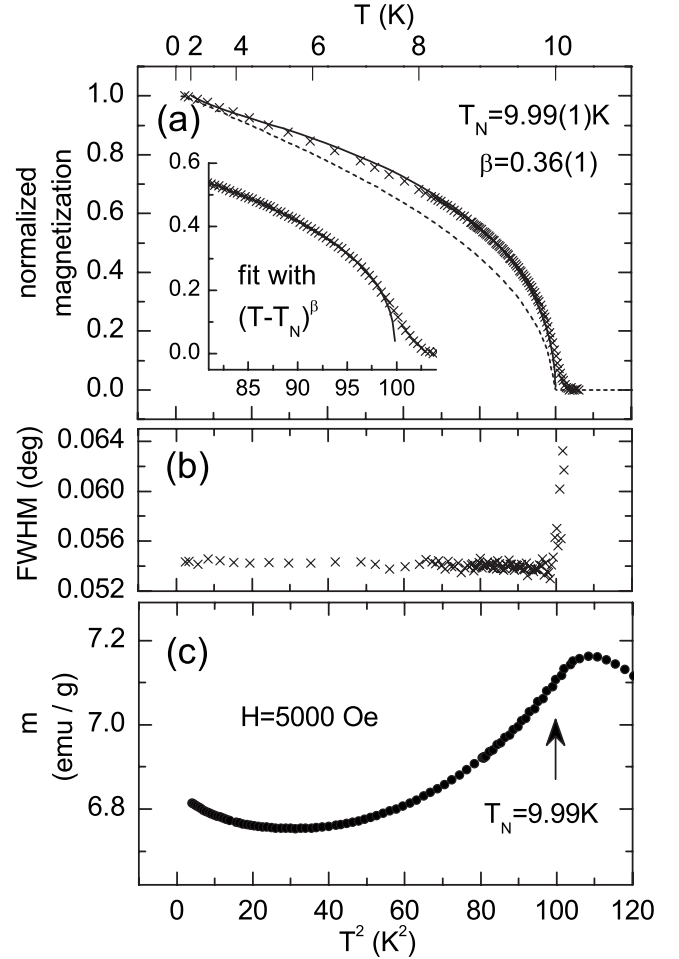 T (K)
0 2 4 6 8 10
1.0
0.8
0.6
0.4
0.2
0.0
normalized
magnetization
(a)
T_N=9.99(1)K
β=0.36(1)
0.6
0.4
0.2
0.0
fit with
(T-T_N)^β
85 90 95 100
0.064
0.060
0.056
0.052
FWHM (deg)
(b)
7.2
7.0
6.8
m
(emu / g)
(c)
H=5000 Oe
T_N=9.99K
0 20 40 60 80 100 120
T² (K²)